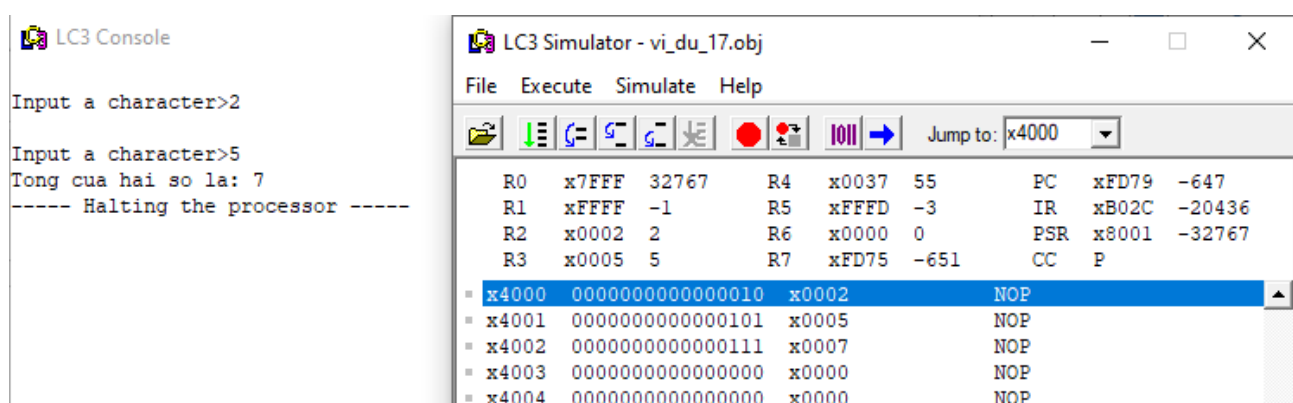 LC3 Console
Input a character>2
Input a character>5
Tong cua hai so la: 7
----- Halting the processor -----
LC3 Simulator - vi_du_17.obj
File Execute Simulate Help
Jump to: x4000
R0 x7FFF 32767 R4 x0037 55 PC xFD79 -647
R1 xFFFF -1 R5 xFFFD -3 IR xB02C -20436
R2 x0002 2 R6 x0000 0 PSR x8001 -32767
R3 x0005 5 R7 xFD75 -651 CC P
x4000 0000000000000010 x0002 NOP
x4001 0000000000000101 x0005 NOP
x4002 0000000000000111 x0007 NOP
x4003 0000000000000000 x0000 NOP
x4004 0000000000000000 x0000 NOP